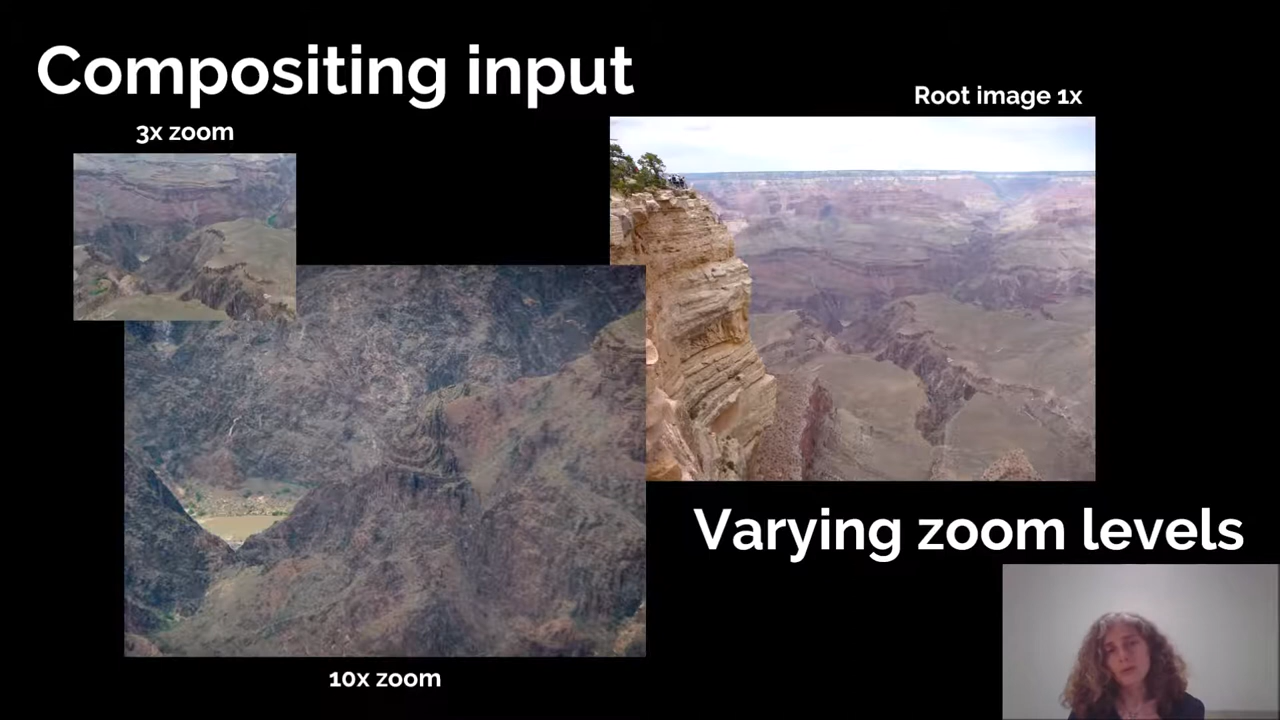 Compositing input
Root image 1x
3x zoom
Varying zoom levels
10x zoom